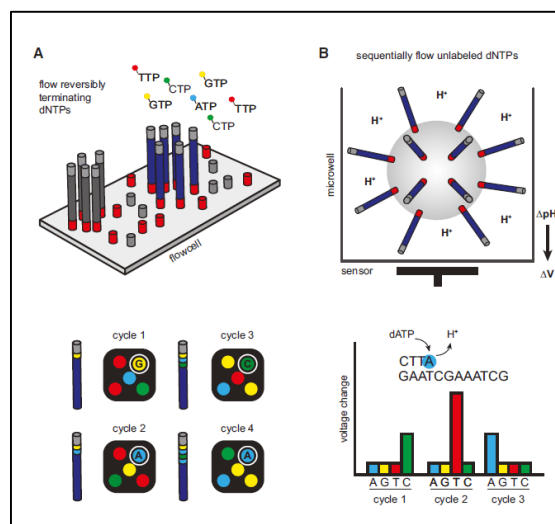 A
flow reversibly
terminating
dNTPs
TTP
CTP
GTP
GTP
ATP
TTP
CTP
flowcell
cycle 1
G
cycle 3
C
cycle 2
A
cycle 4
A
B
sequentially flow unlabeled dNTPs
microwell
H⁺
H⁺
H⁺
H⁺
H⁺
H⁺
ΔpH
ΔV
sensor
dATP
H⁺
CTTA
GAATCGAAATCG
voltage change
A G T C
A G T C
A G T C
cycle 1
cycle 2
cycle 3